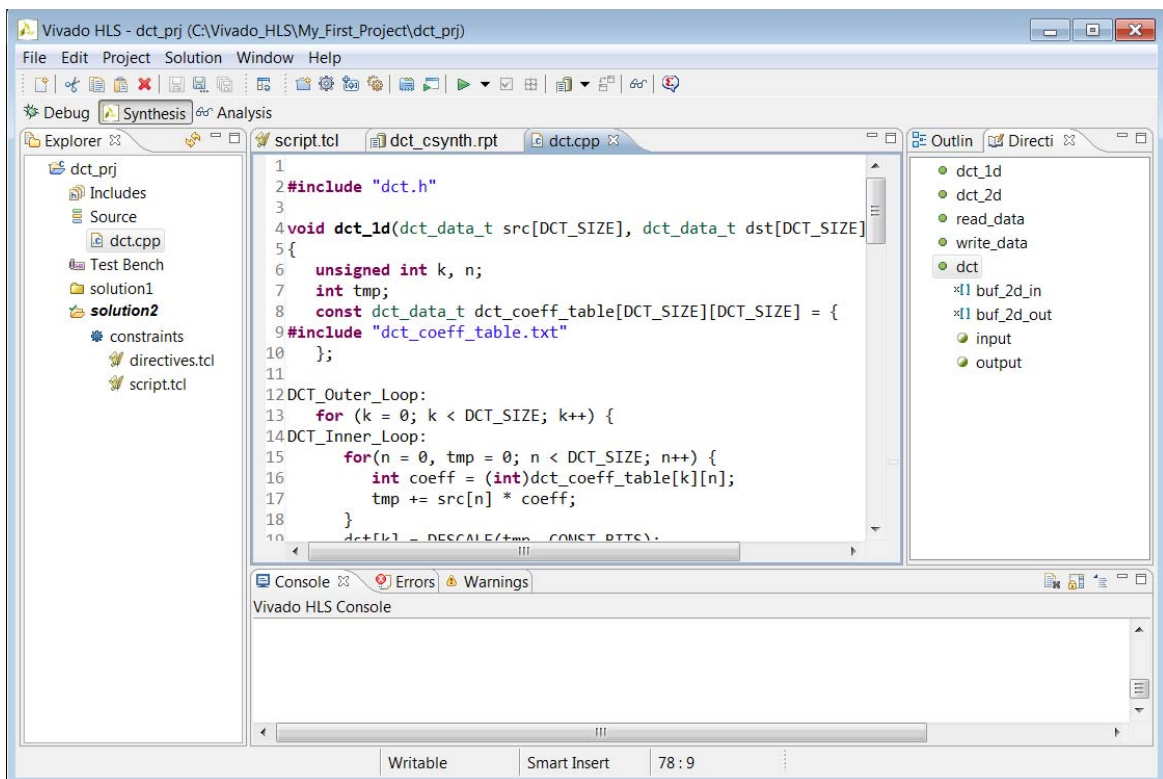 Vivado HLS - dct_prj (C:\Vivado_HLS\My_First_Project\dct_prj)
File Edit Project Solution Window Help
Debug Synthesis Analysis
Explorer
dct_prj
Includes
Source
dct.cpp
Test Bench
solution1
solution2
constraints
directives.tcl
script.tcl
script.tcl dct_csynth.rpt dct.cpp
1
2 #include "dct.h"
3
4 void dct_1d(dct_data_t src[DCT_SIZE], dct_data_t dst[DCT_SIZE]
5 {
6 unsigned int k, n;
7 int tmp;
8 const dct_data_t dct_coeff_table[DCT_SIZE][DCT_SIZE] = {
9 #include "dct_coeff_table.txt"
10 };
11
12 DCT_Outer_Loop:
13 for (k = 0; k < DCT_SIZE; k++) {
14 DCT_Inner_Loop:
15 for(n = 0, tmp = 0; n < DCT_SIZE; n++) {
16 int coeff = (int)dct_coeff_table[k][n];
17 tmp += src[n] * coeff;
18 }
19 dst[k] = DESCALE(tmp, CONST_BITS);
Outlin Directi
dct_1d
dct_2d
read_data
write_data
dct
buf_2d_in
buf_2d_out
input
output
Console Errors Warnings
Vivado HLS Console
Writable Smart Insert 78 : 9